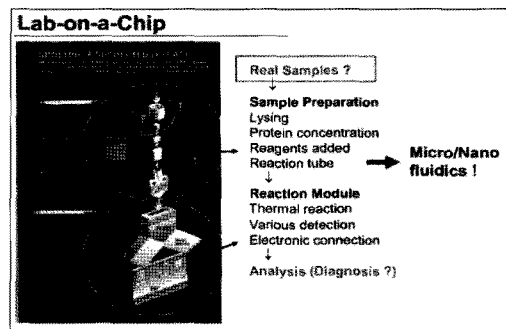 Lab-on-a-Chip
Real Samples ?
↓
Sample Preparation
Lysing
Protein concentration
Reagents added
Reaction tube
↓
Reaction Module
Thermal reaction
Various detection
Electronic connection
↓
Analysis (Diagnosis ?)
Micro/Nano
fluidics !